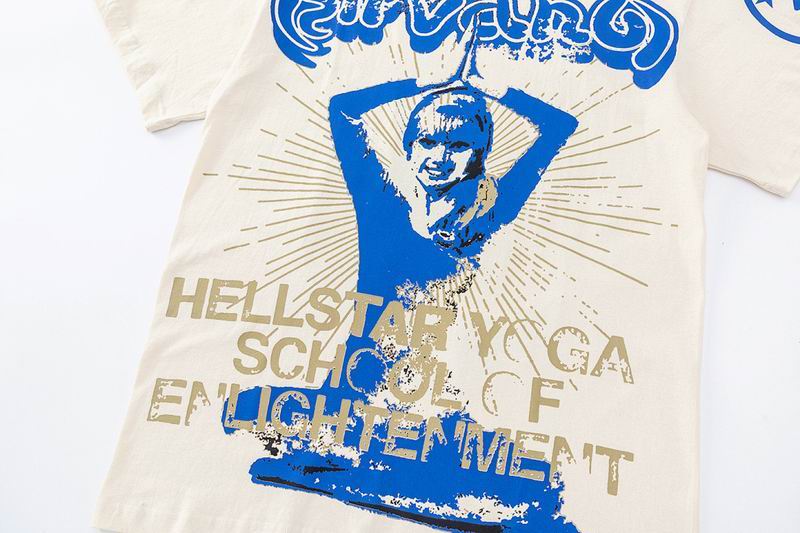 HELLSTAR YOGA
SCHOOL OF
ENLIGHTENMENT